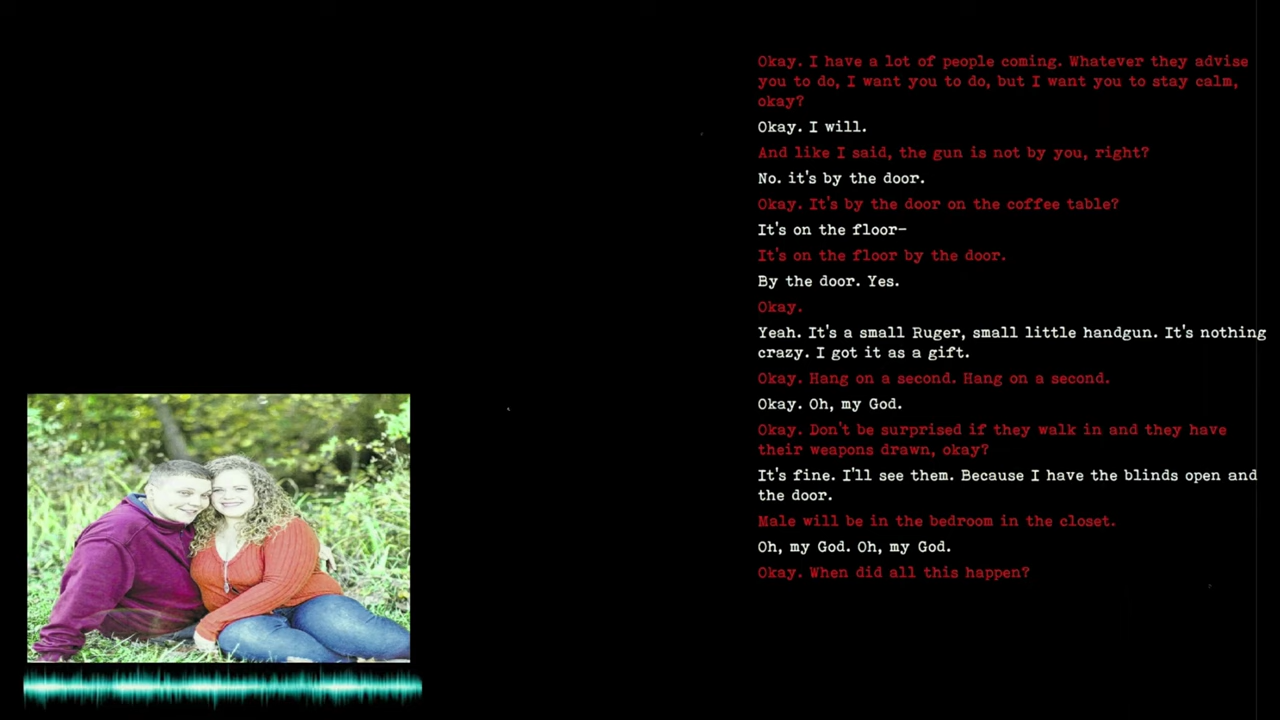 Okay. I have a lot of people coming. Whatever they advise
you to do, I want you to do, but I want you to stay calm,
okay?
Okay. I will.
And like I said, the gun is not by you, right?
No. it's by the door.
Okay. It's by the door on the coffee table?
It's on the floor-
It's on the floor by the door.
By the door. Yes.
Okay.
Yeah. It's a small Ruger, small little handgun. It's nothing
crazy. I got it as a gift.
Okay. Hang on a second. Hang on a second.
Okay. Oh, my God.
Okay. Don't be surprised if they walk in and they have
their weapons drawn, okay?
It's fine. I'll see them. Because I have the blinds open and
the door.
Male will be in the bedroom in the closet.
Oh, my God. Oh, my God.
Okay. When did all this happen?